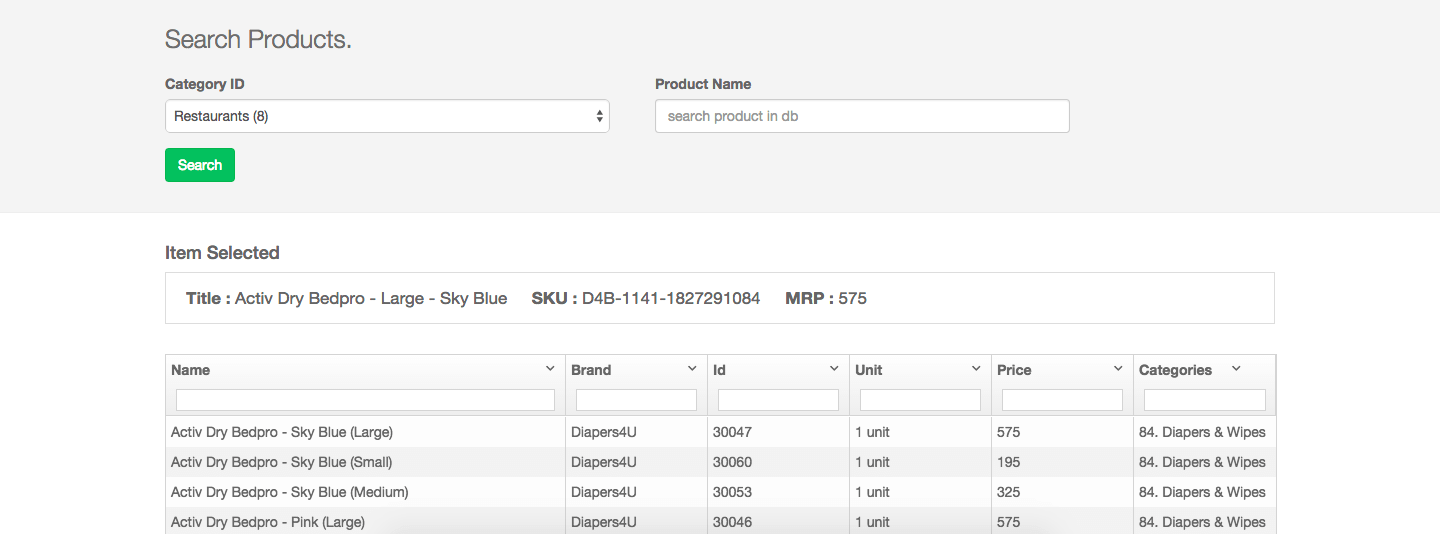 Search Products.
Category ID Product Name
Restaurants (8) search product in db
Search
Item Selected
Title : Activ Dry Bedpro - Large - Sky Blue SKU : D4B-1141-1827291084 MRP : 575
Name Brand Id Unit Price Categories
Activ Dry Bedpro - Sky Blue (Large) Diapers4U 30047 1 unit 575 84. Diapers & Wipes
Activ Dry Bedpro - Sky Blue (Small) Diapers4U 30060 1 unit 195 84. Diapers & Wipes
Activ Dry Bedpro - Sky Blue (Medium) Diapers4U 30053 1 unit 325 84. Diapers & Wipes
Activ Dry Bedpro - Pink (Large) Diapers4U 30046 1 unit 575 84. Diapers & Wipes